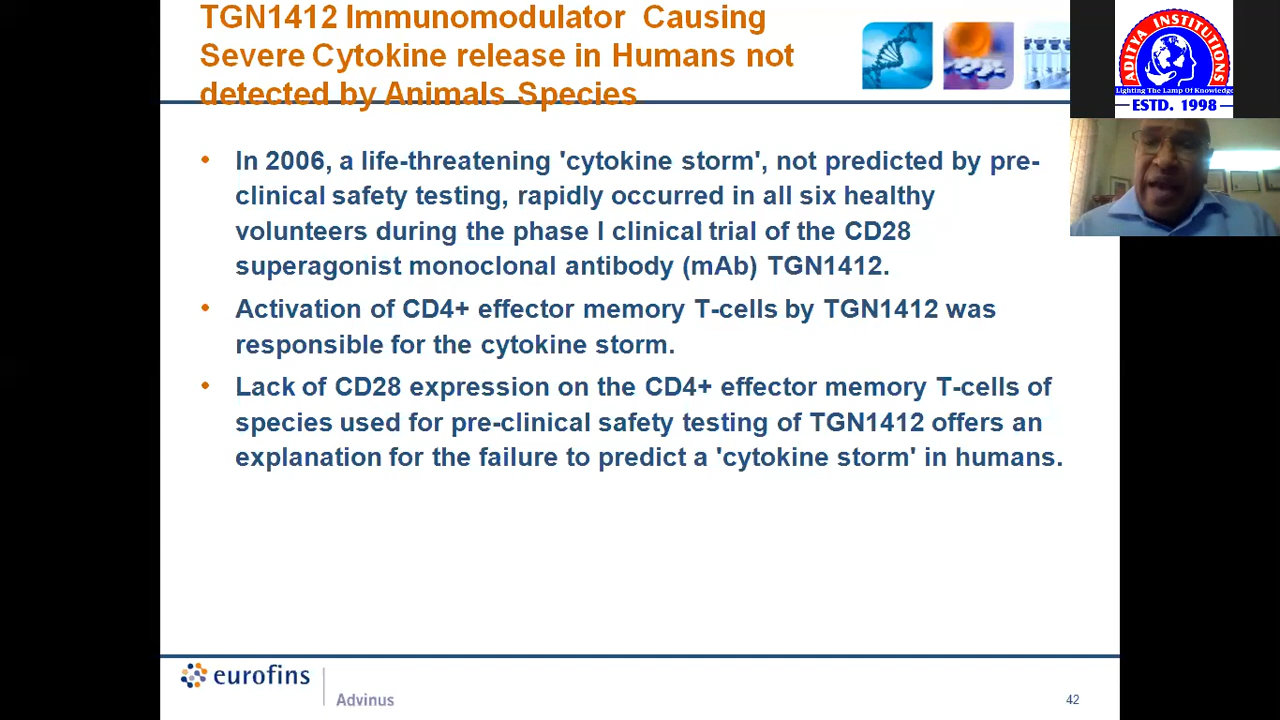 TGN1412 Immunomodulator Causing
Severe Cytokine release in Humans not
detected by Animals Species
ADITYA INSTITUTIONS
Lighting The Lamp Of Knowledge
ESTD. 1998
• In 2006, a life-threatening 'cytokine storm', not predicted by pre-
clinical safety testing, rapidly occurred in all six healthy
volunteers during the phase I clinical trial of the CD28
superagonist monoclonal antibody (mAb) TGN1412.
• Activation of CD4+ effector memory T-cells by TGN1412 was
responsible for the cytokine storm.
• Lack of CD28 expression on the CD4+ effector memory T-cells of
species used for pre-clinical safety testing of TGN1412 offers an
explanation for the failure to predict a 'cytokine storm' in humans.
eurofins
Advinus
42